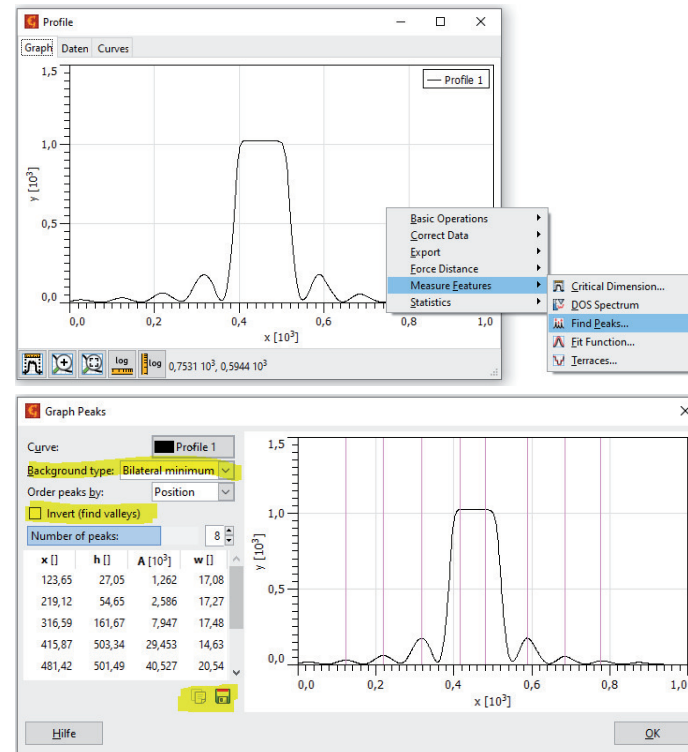 Profile
Graph Daten Curves
1,5
Profile 1
1,0
y [10³]
0,5
0,0
0,0 0,2 0,4 0,6 0,8 1,0
x [10³]
Basic Operations
Correct Data
Export
Force Distance
Measure Features
Statistics
Critical Dimension...
DOS Spectrum
Find Peaks...
Fit Function...
Terraces...
log log 0,7531 10³, 0,5944 10³
Graph Peaks
Curve: Profile 1
Background type: Bilateral minimum
Order peaks by: Position
Invert (find valleys)
Number of peaks: 8
x [] h [] A [10³] w []
123,65 27,05 1,262 17,08
219,12 54,65 2,586 17,27
316,59 161,67 7,947 17,48
415,87 503,34 29,453 14,63
481,42 501,49 40,527 20,54
1,5
1,0
y [10³]
0,5
0,0
0,0 0,2 0,4 0,6 0,8 1,0
x [10³]
Hilfe OK